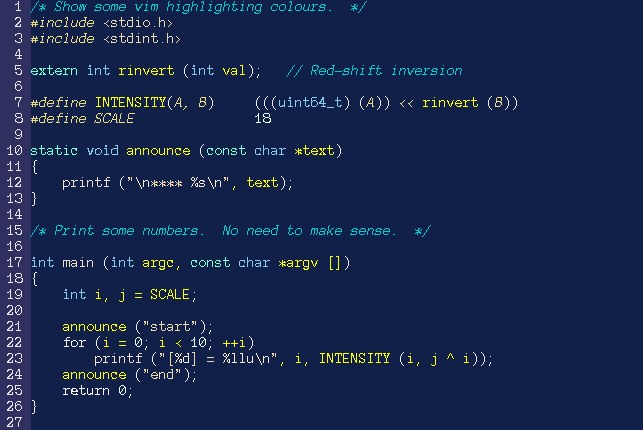 1 /* Show some vim highlighting colours.  */
2 #include <stdio.h>
3 #include <stdint.h>
4
5 extern int rinvert (int val);   // Red-shift inversion
6
7 #define INTENSITY(A, B)     (((uint64_t) (A)) << rinvert (B))
8 #define SCALE               18
9
10 static void announce (const char *text)
11 {
12     printf ("\n**** %s\n", text);
13 }
14
15 /* Print some numbers.  No need to make sense.  */
16
17 int main (int argc, const char *argv [])
18 {
19     int i, j = SCALE;
20
21     announce ("start");
22     for (i = 0; i < 10; ++i)
23         printf ("[%d] = %llu\n", i, INTENSITY (i, j ^ i));
24     announce ("end");
25     return 0;
26 }
27